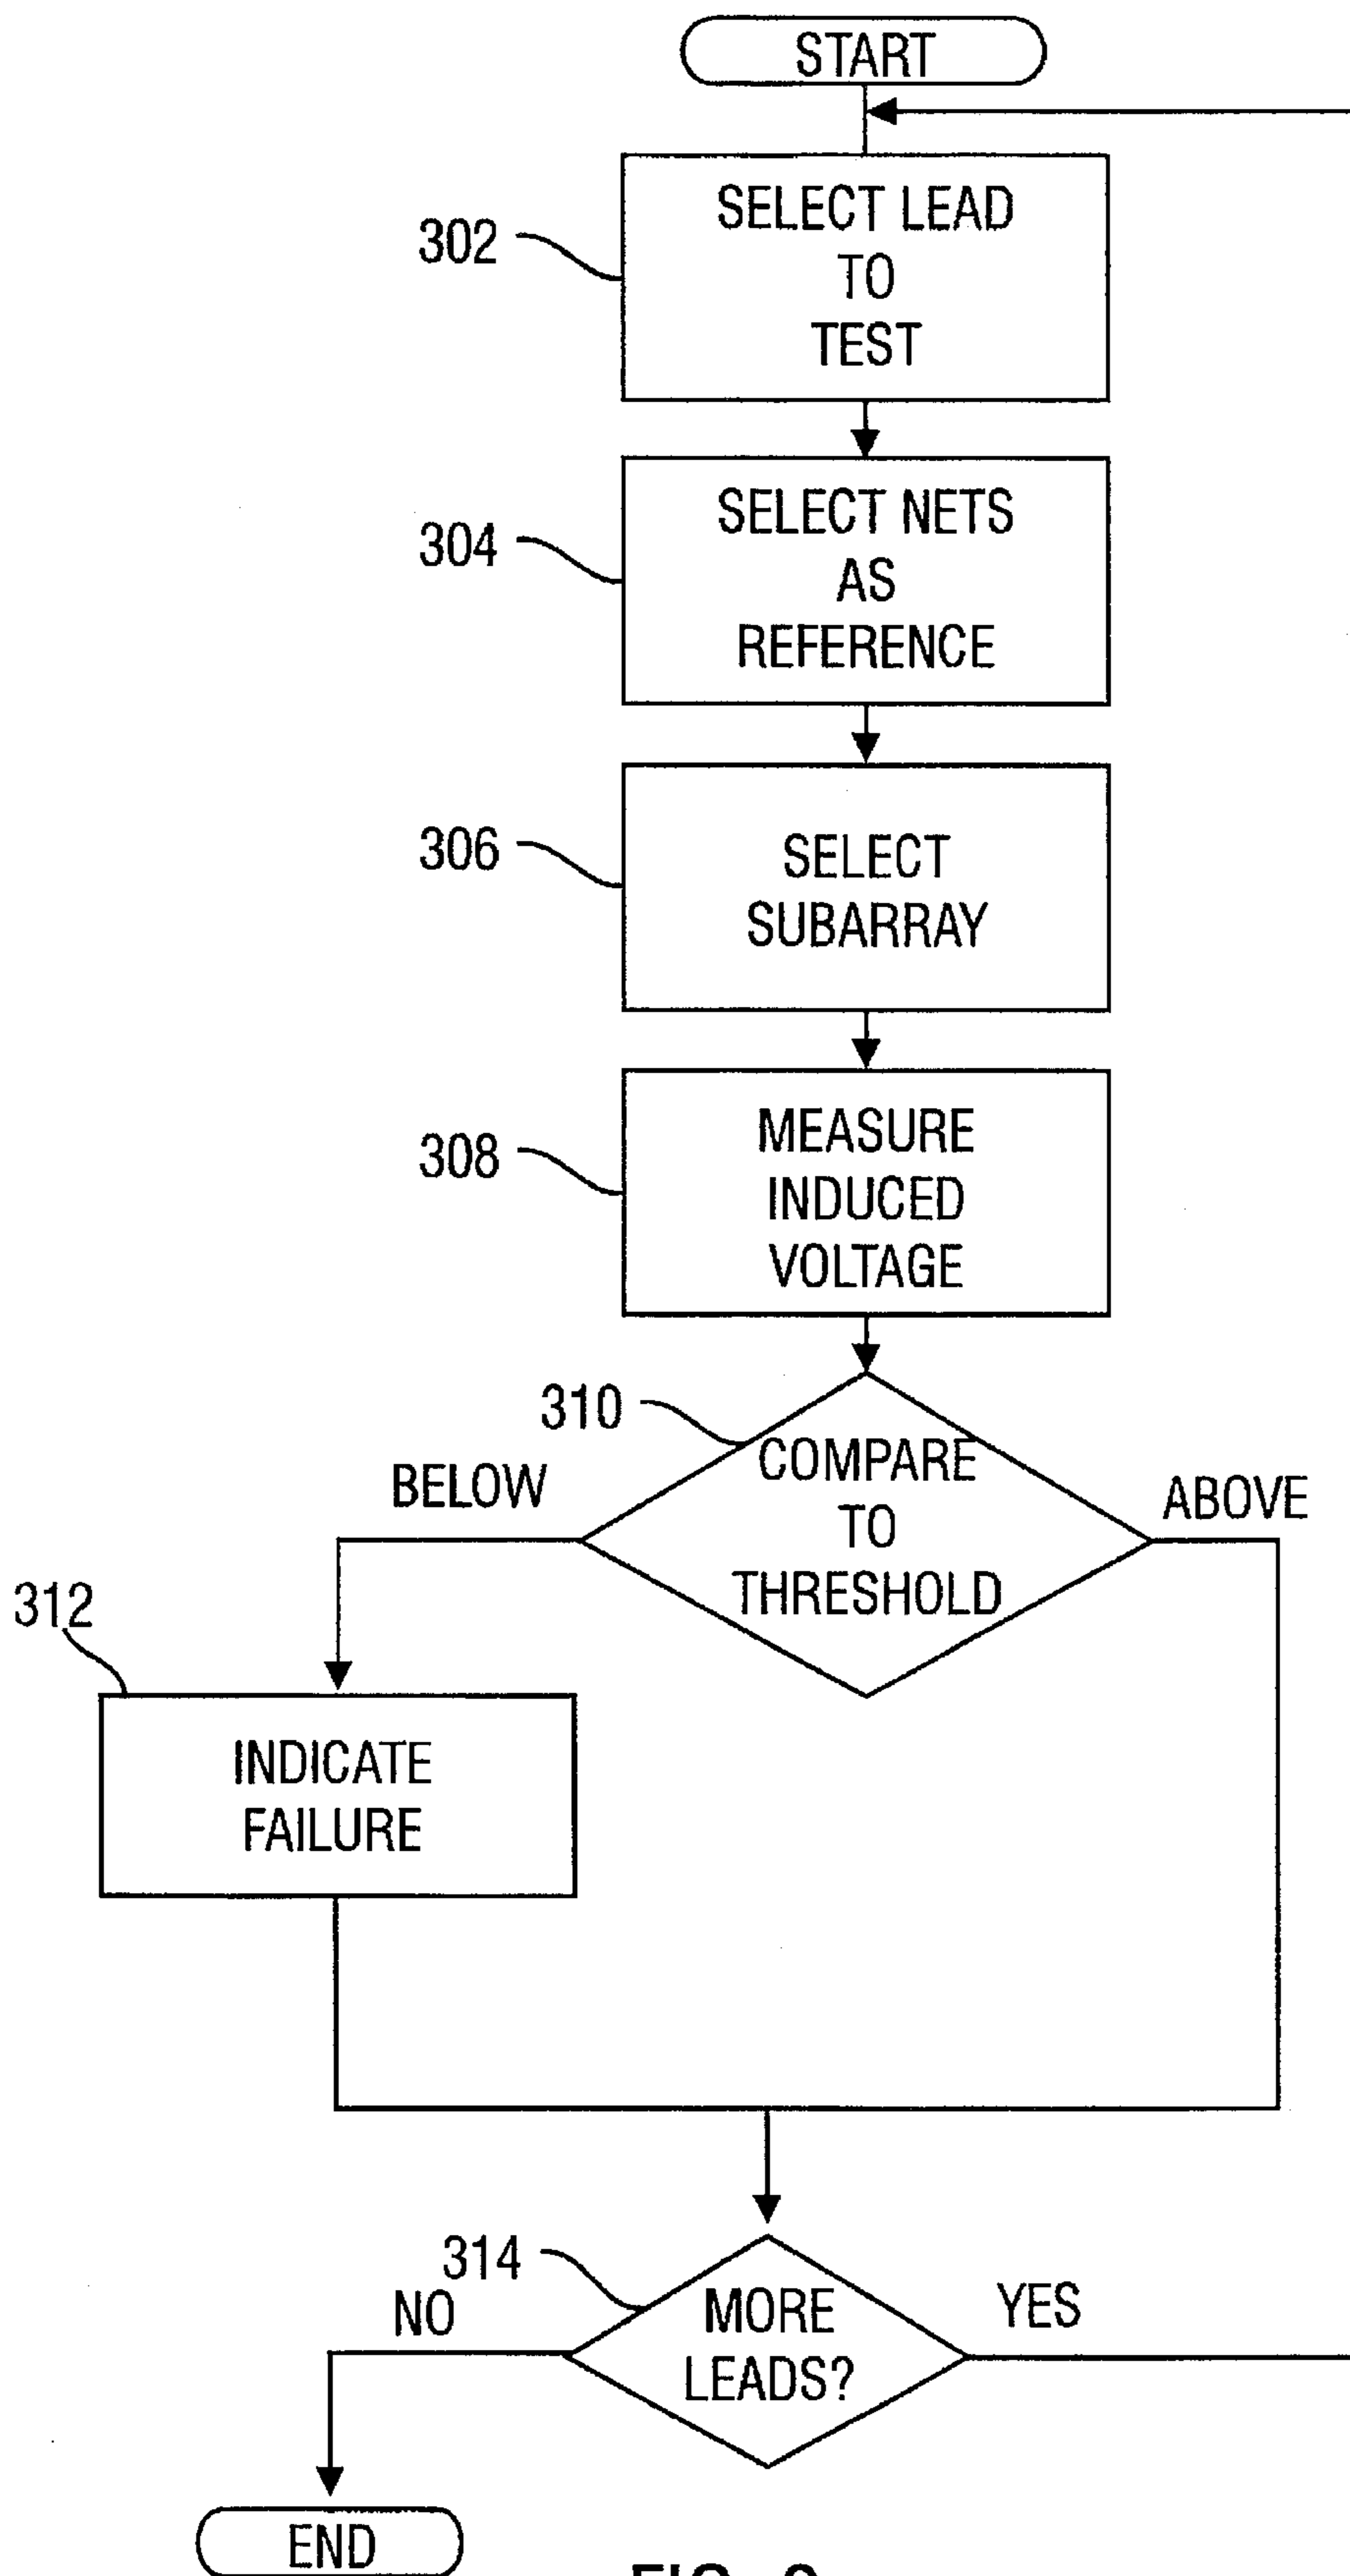 START
SELECT LEAD
TO
TEST
302
SELECT NETS
AS
REFERENCE
304
SELECT
SUBARRAY
306
MEASURE
INDUCED
VOLTAGE
308
310
COMPARE
TO
THRESHOLD
BELOW
ABOVE
312
INDICATE
FAILURE
314
MORE
LEADS?
NO
YES
END
FIG.